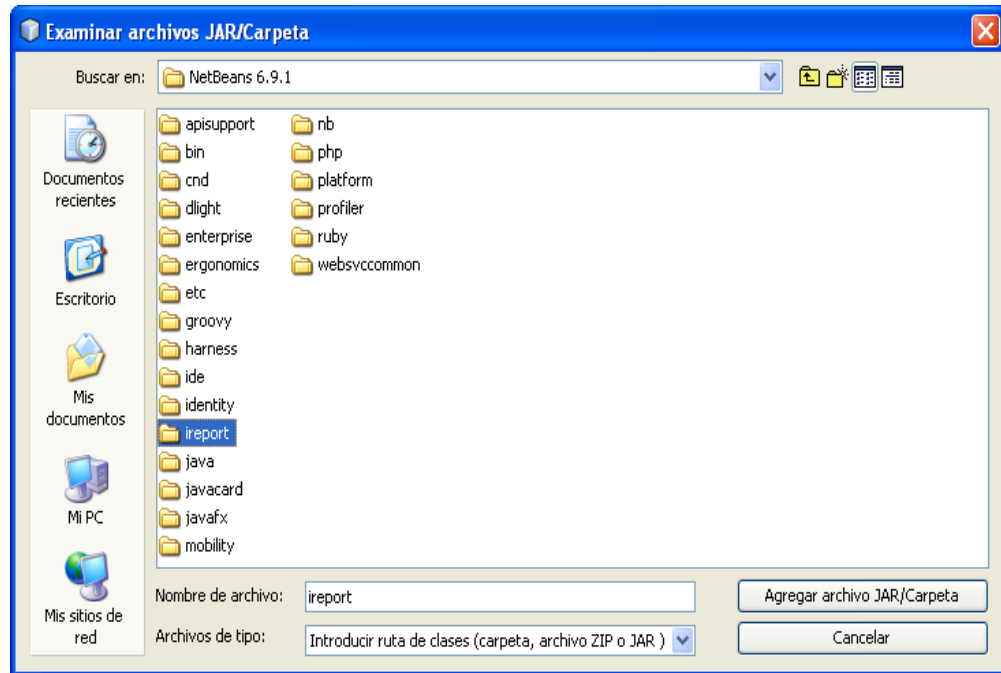 Examinar archivos JAR/Carpeta
Buscar en:
NetBeans 6.9.1
Documentos
recientes
Escritorio
Mis
documentos
Mi PC
Mis sitios de
red
apisupport
bin
cnd
dlight
enterprise
ergonomics
etc
groovy
harness
ide
identity
ireport
java
javacard
javafx
mobility
nb
php
platform
profiler
ruby
websvccommon
Nombre de archivo:
ireport
Agregar archivo JAR/Carpeta
Archivos de tipo:
Introducir ruta de clases (carpeta, archivo ZIP o JAR )
Cancelar